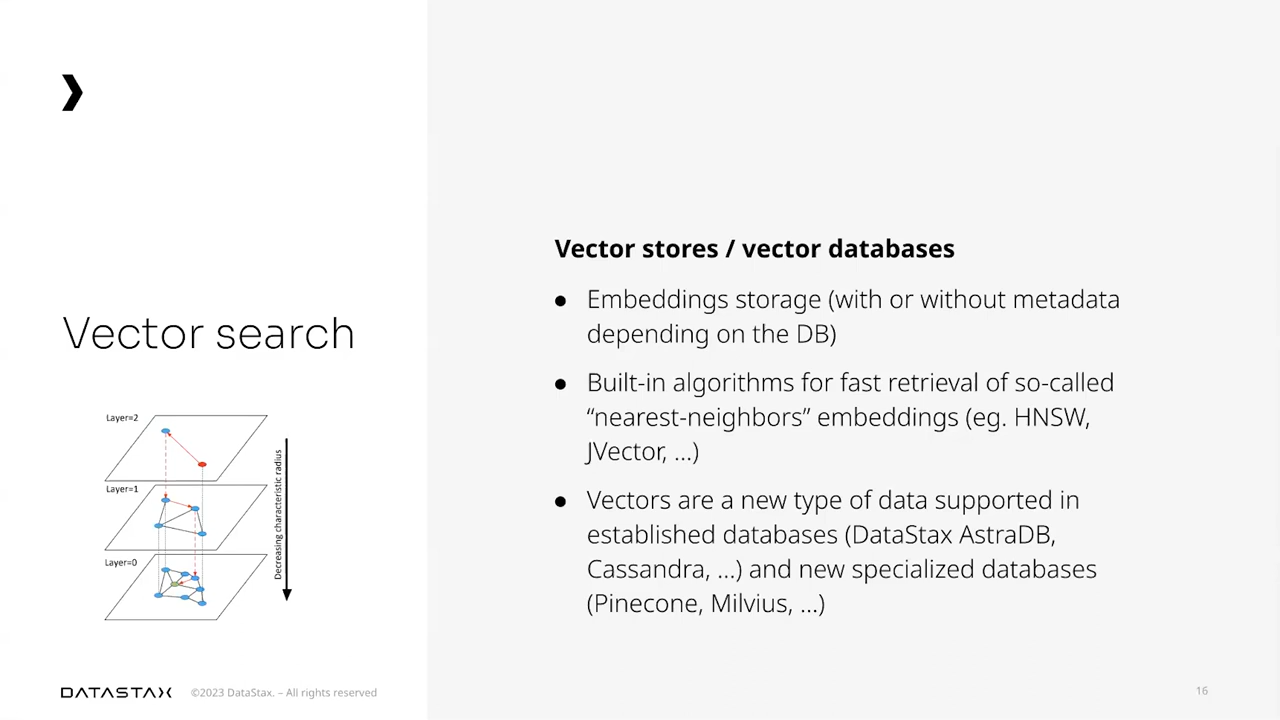 Vector search
Layer=2
Layer=1
Layer=0
Decreasing characteristic radius
Vector stores / vector databases
● Embeddings storage (with or without metadata
depending on the DB)
● Built-in algorithms for fast retrieval of so-called
“nearest-neighbors” embeddings (eg. HNSW,
JVector, ...)
● Vectors are a new type of data supported in
established databases (DataStax AstraDB,
Cassandra, ...) and new specialized databases
(Pinecone, Milvius, ...)
DATASTAX ©2023 DataStax. – All rights reserved
16